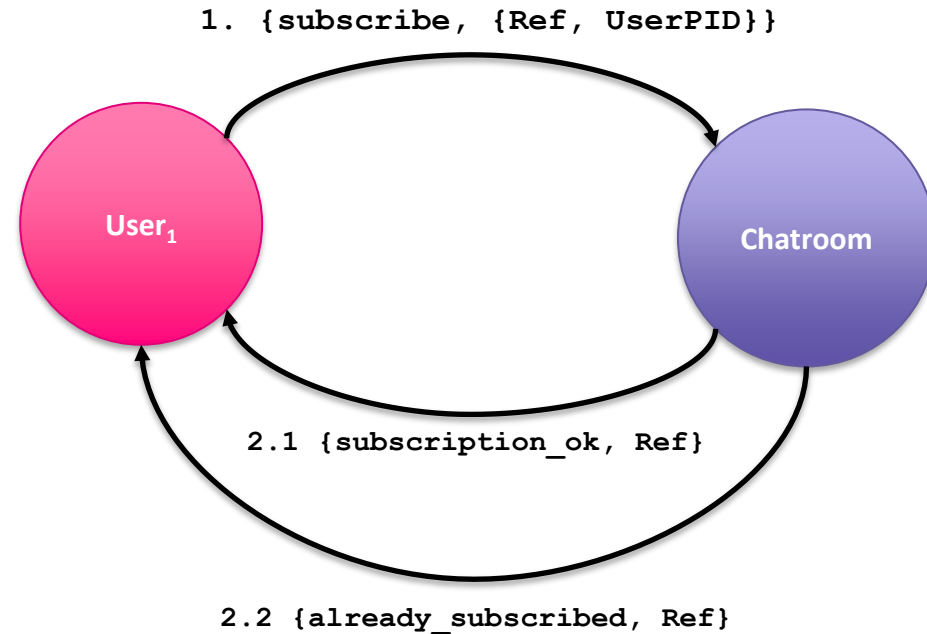 1. {subscribe, {Ref, UserPID}}
User₁
Chatroom
2.1 {subscription_ok, Ref}
2.2 {already_subscribed, Ref}